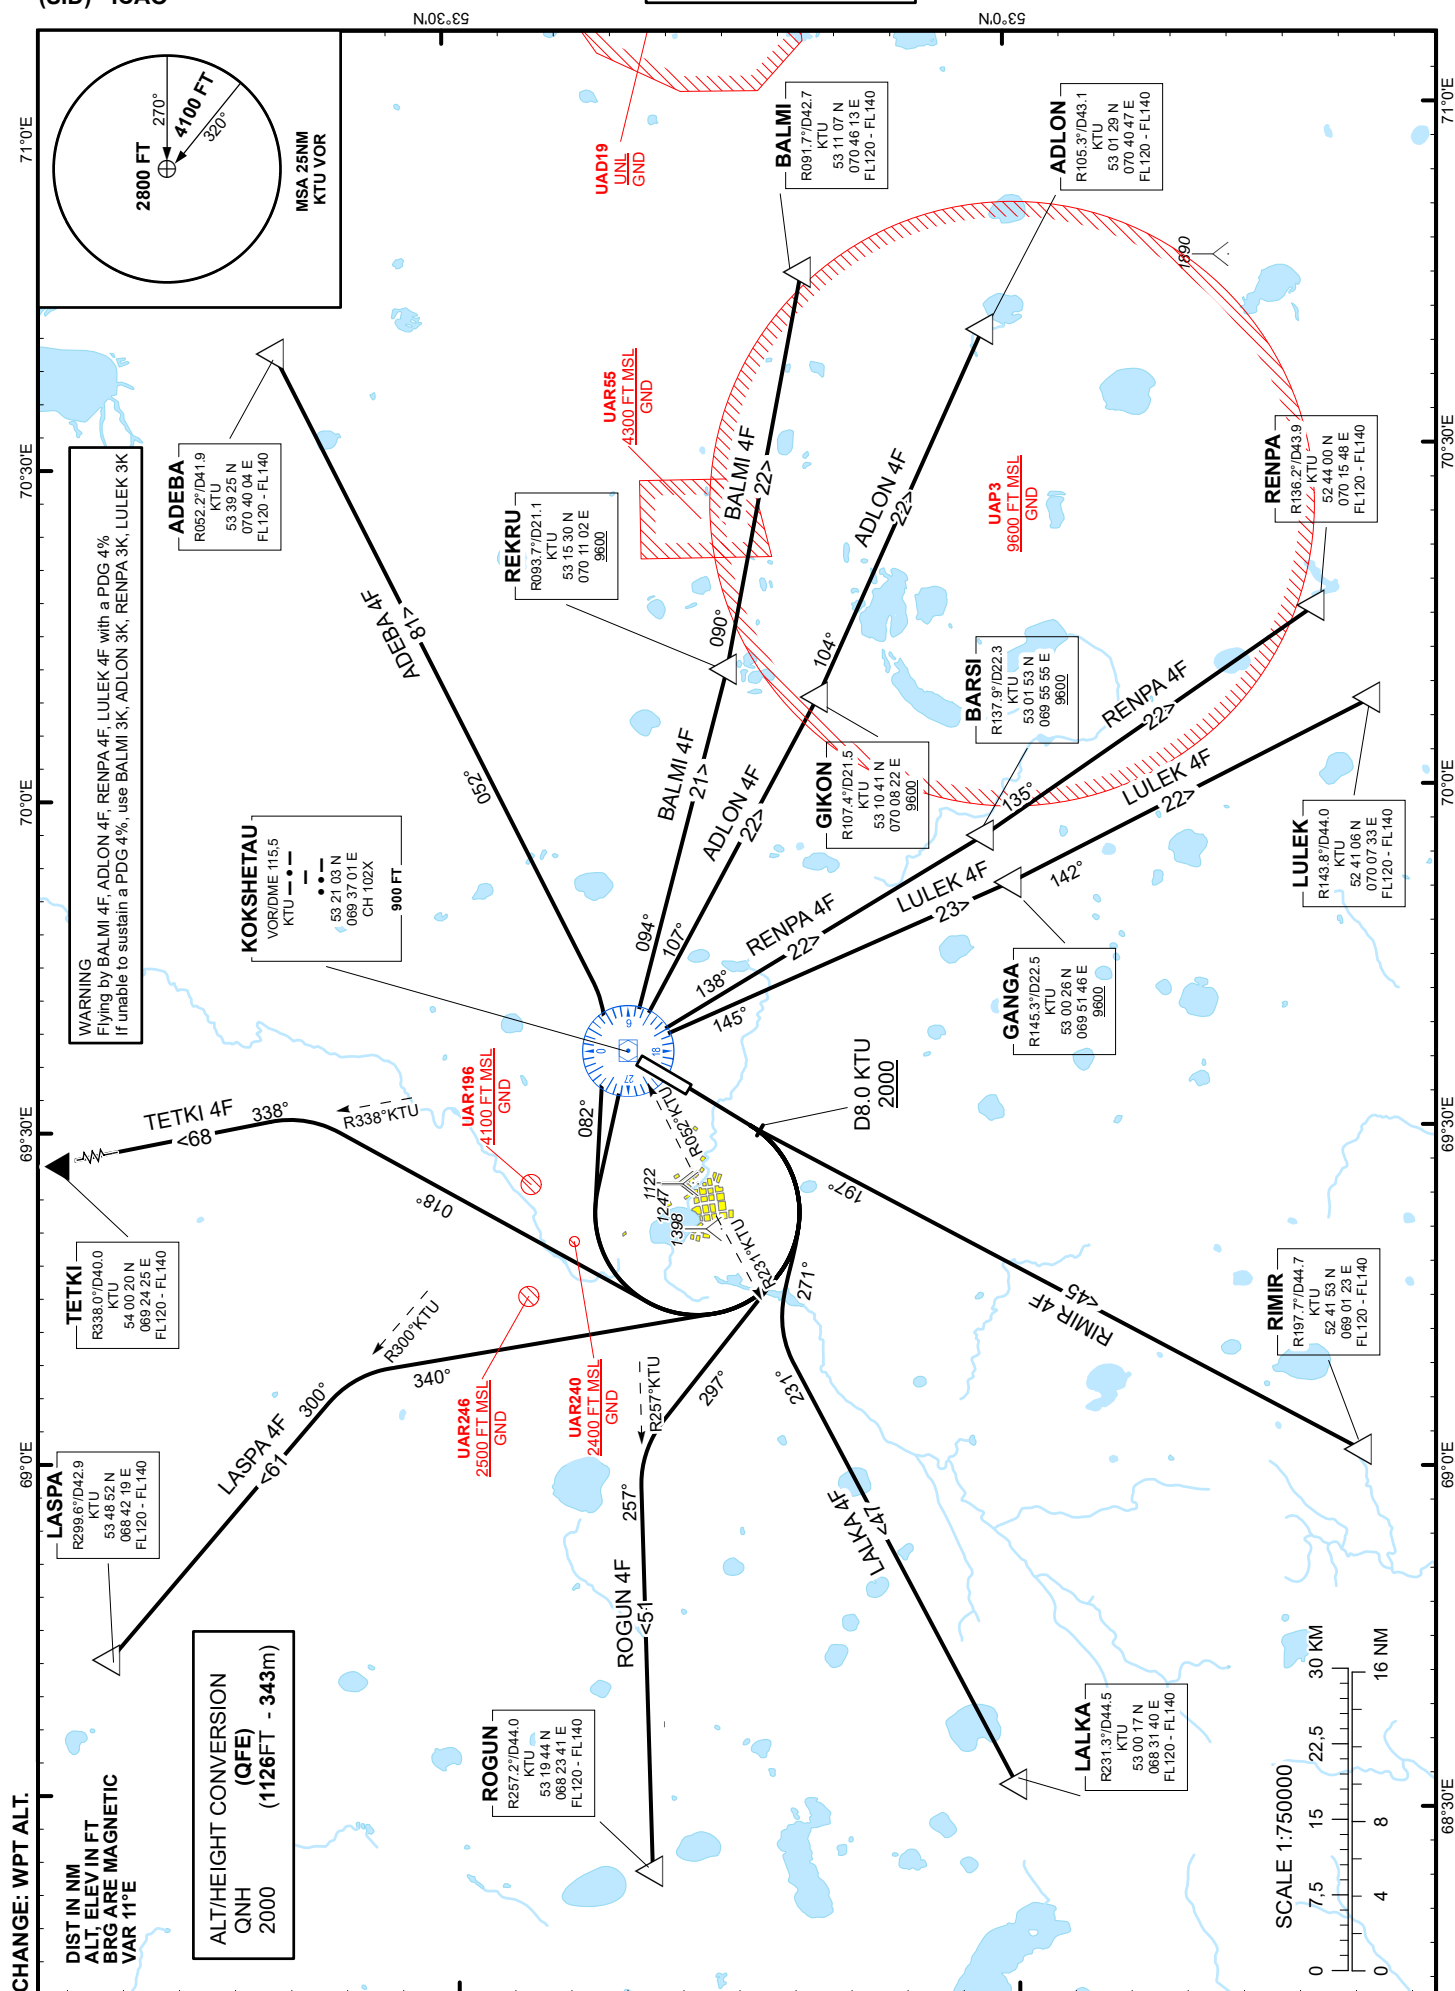 (SID) - ICAO
CHANGE: WPT ALT.
DIST IN NM
ALT, ELEV IN FT
BRG ARE MAGNETIC
VAR 11°E
ALT/HEIGHT CONVERSION
QNH (QFE)
2000 (1126FT - 343m)
WARNING
Flying by BALMI 4F, ADLON 4F, RENPA 4F, LULEK 4F with a PDG 4%
If unable to sustain a PDG 4%, use BALMI 3K, ADLON 3K, RENPA 3K, LULEK 3K
2800 FT
4100 FT
270°
320°
MSA 25NM
KTU VOR
LASPA
R299.6°/D42.9
KTU
53 48 52 N
068 42 19 E
FL120 - FL140
TETKI
R338.0°/D40.0
KTU
54 00 20 N
069 24 25 E
FL120 - FL140
ADEBA
R052.2°/D41.9
KTU
53 39 25 N
070 40 04 E
FL120 - FL140
KOKSHETAU
VOR/DME 115,5
KTU
53 21 03 N
069 37 01 E
CH 102X
900 FT
REKRU
R093.7°/D21.1
KTU
53 15 30 N
070 11 02 E
9600
BALMI
R091.7°/D42.7
KTU
53 11 07 N
070 46 13 E
FL120 - FL140
ADLON
R105.3°/D43.1
KTU
53 01 29 N
070 40 47 E
FL120 - FL140
GIKON
R107.4°/D21.5
KTU
53 10 41 N
070 08 22 E
9600
BARSI
R137.9°/D22.3
KTU
53 01 53 N
069 55 55 E
9600
GANGA
R145.3°/D22.5
KTU
53 00 26 N
069 51 46 E
9600
RENPA
R136.2°/D43.9
KTU
52 44 00 N
070 15 48 E
FL120 - FL140
LULEK
R143.8°/D44.0
KTU
52 41 06 N
070 07 33 E
FL120 - FL140
RIMIR
R197.7°/D44.7
KTU
52 41 53 N
069 01 23 E
FL120 - FL140
LALKA
R231.3°/D44.5
KTU
53 00 17 N
068 31 40 E
FL120 - FL140
ROGUN
R257.2°/D44.0
KTU
53 19 44 N
068 23 41 E
FL120 - FL140
UAD19
UNL
GND
UAR55
4300 FT MSL
GND
UAP3
9600 FT MSL
GND
UAR196
4100 FT MSL
GND
UAR246
2500 FT MSL
GND
UAR240
2400 FT MSL
GND
LASPA 4F
<61
300°
340°
R300°KTU
TETKI 4F
<68
338°
018°
R338°KTU
ADEBA 4F
81>
052°
082°
BALMI 4F
21>
094°
090°
BALMI 4F
22>
ADLON 4F
22>
107°
104°
ADLON 4F
22>
RENPA 4F
22>
138°
135°
RENPA 4F
22>
LULEK 4F
23>
145°
142°
LULEK 4F
22>
RIMIR 4F
<45
197°
LALKA 4F
<47
231°
271°
ROGUN 4F
<51
257°
297°
R257°KTU
R231°KTU
R052°KTU
D8.0 KTU
2000
1122
1247
1398
1890
0
9
18
27
SCALE 1:750000
0 7,5 15 22,5 30 KM
0 4 8 16 NM
53°30'N
53°0'N
71°0'E
70°30'E
70°0'E
69°30'E
69°0'E
71°0'E
70°30'E
70°0'E
69°30'E
69°0'E
68°30'E